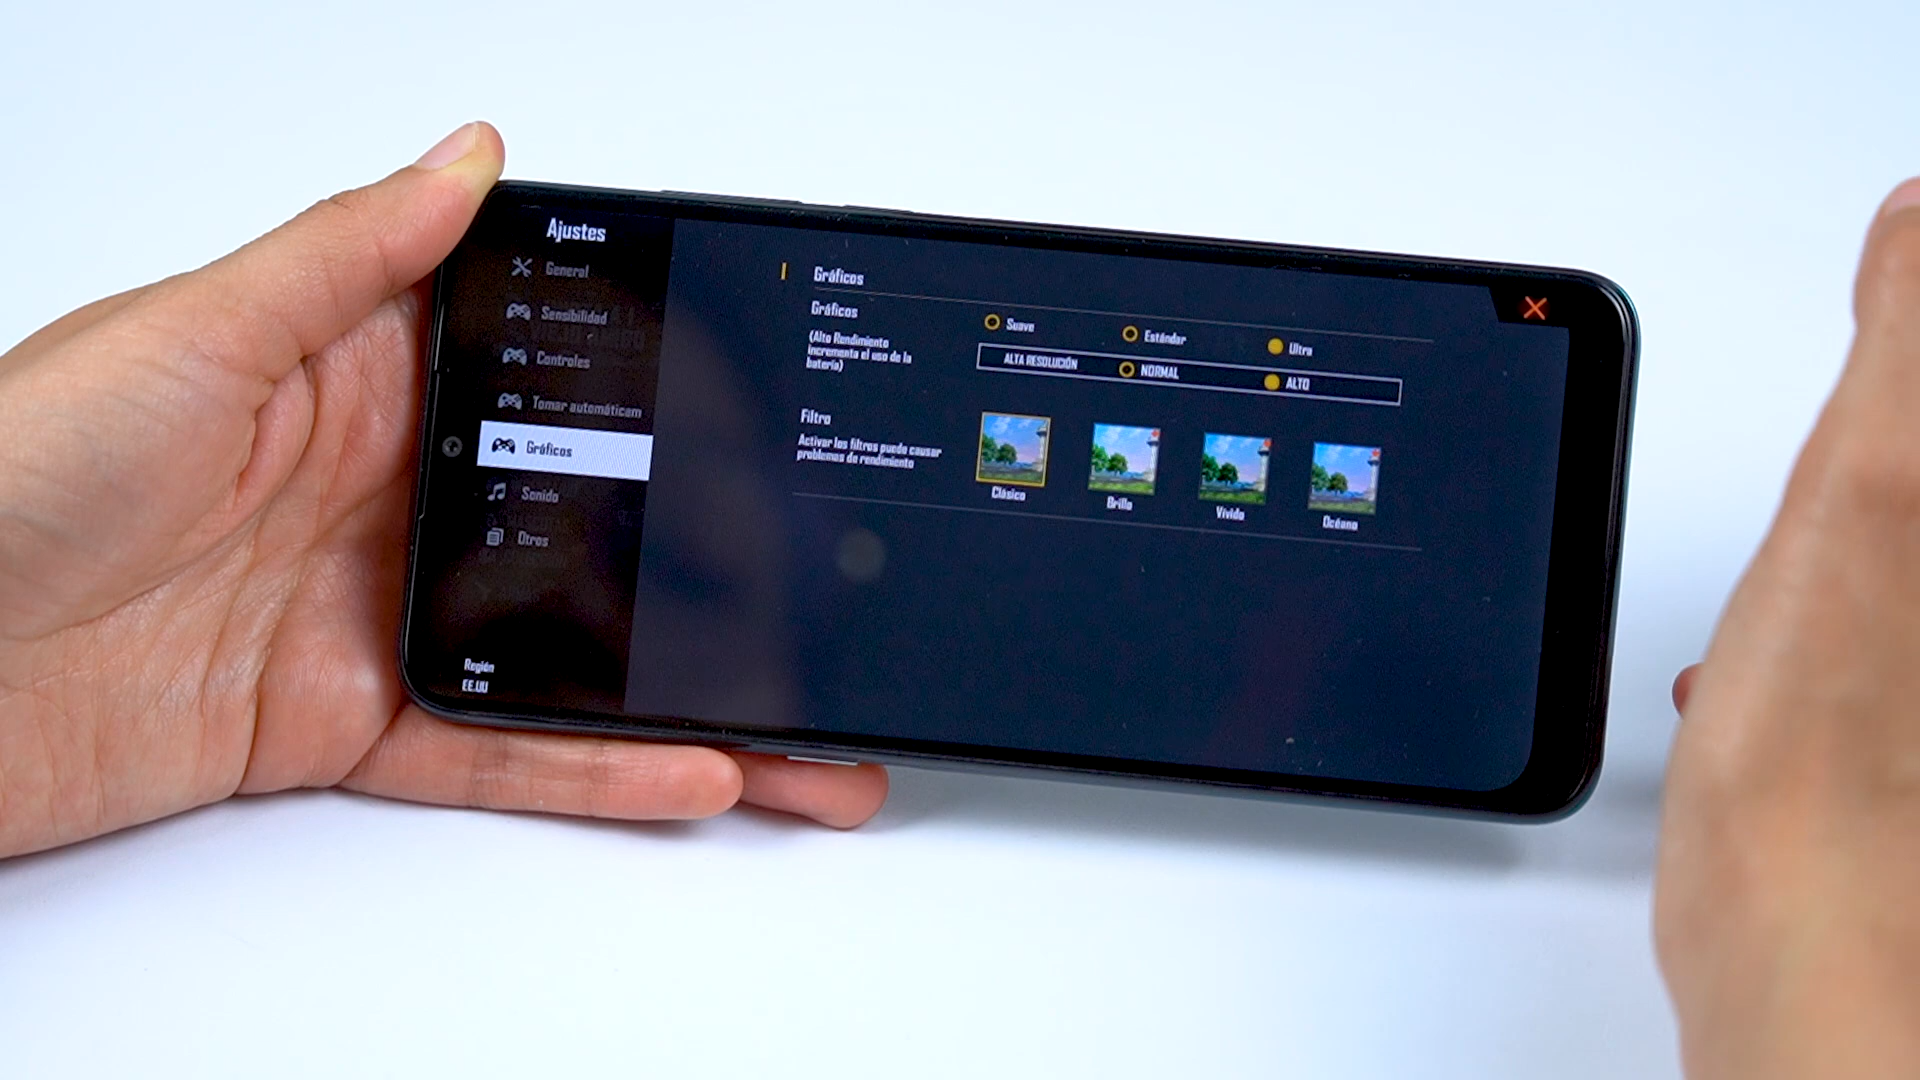 Ajustes
General
Sensibilidad
Controles
Tomar automáticam
Gráficos
Sonido
Otros
Región
EE.UU
Gráficos
Gráficos
(Alto Rendimiento
incrementa el uso de la
batería)
Suave
Estándar
Ultra
ALTA RESOLUCIÓN
NORMAL
ALTO
Filtro
Activar los filtros puede causar
problemas de rendimiento
Clásico
Brillo
Vívido
Océano